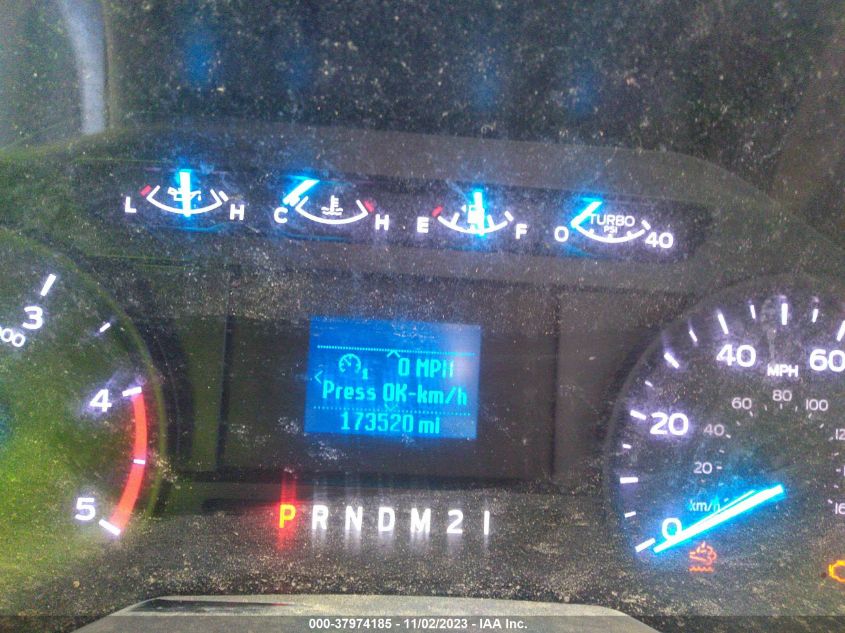 L H C H E F 0 TURBO PSI 40
3
00
4
5
0 MPH
Press OK-km/h
173520 mi
P R N D M 2 1
0 20 40 60
MPH
km/h 20 40 60 80 100
000-37974185 - 11/02/2023 - IAA Inc.